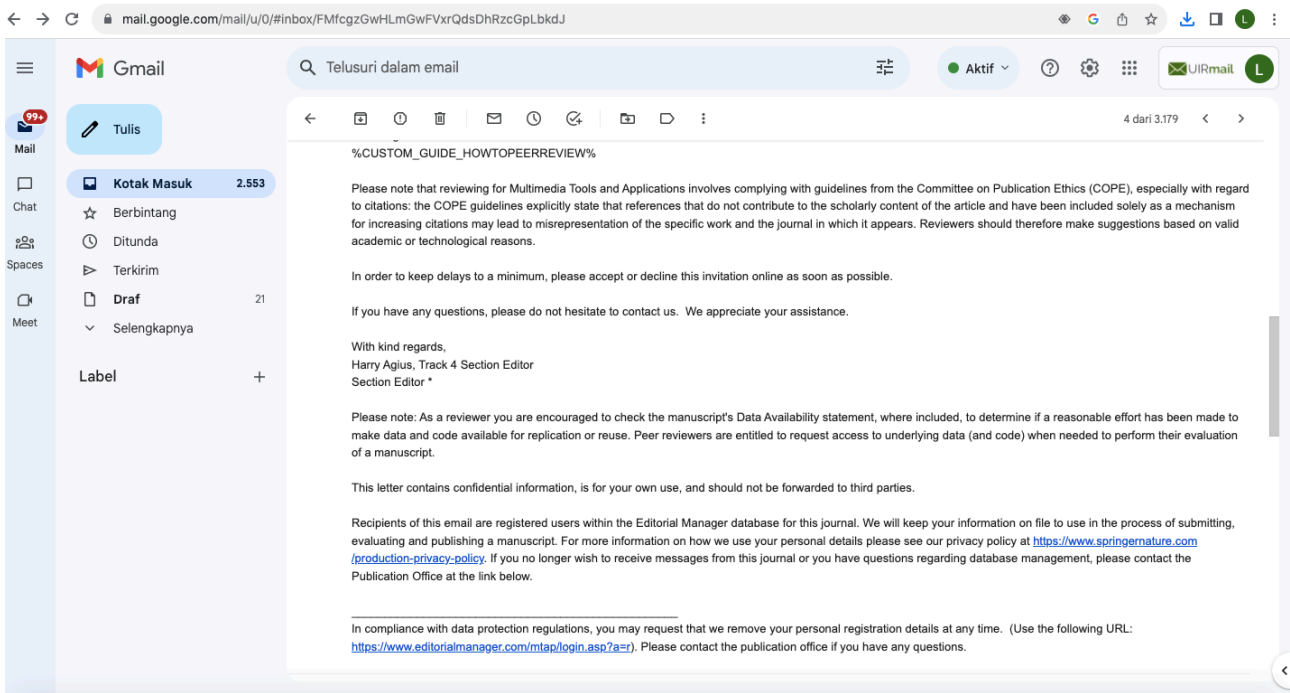 mail.google.com/mail/u/0/#inbox/FMfcgzGwHLmGwFVxrQdsDhRzcGpLbkdJ
Gmail
Telusuri dalam email
Aktif
UIRmail
L
99+
Mail
Chat
Spaces
Meet
Tulis
Kotak Masuk 2.553
Berbintang
Ditunda
Terkirim
Draf 21
Selengkapnya
Label
4 dari 3.179
%CUSTOM_GUIDE_HOWTOPEERREVIEW%
Please note that reviewing for Multimedia Tools and Applications involves complying with guidelines from the Committee on Publication Ethics (COPE), especially with regard
to citations: the COPE guidelines explicitly state that references that do not contribute to the scholarly content of the article and have been included solely as a mechanism
for increasing citations may lead to misrepresentation of the specific work and the journal in which it appears. Reviewers should therefore make suggestions based on valid
academic or technological reasons.
In order to keep delays to a minimum, please accept or decline this invitation online as soon as possible.
If you have any questions, please do not hesitate to contact us.  We appreciate your assistance.
With kind regards,
Harry Agius, Track 4 Section Editor
Section Editor *
Please note: As a reviewer you are encouraged to check the manuscript's Data Availability statement, where included, to determine if a reasonable effort has been made to
make data and code available for replication or reuse. Peer reviewers are entitled to request access to underlying data (and code) when needed to perform their evaluation
of a manuscript.
This letter contains confidential information, is for your own use, and should not be forwarded to third parties.
Recipients of this email are registered users within the Editorial Manager database for this journal. We will keep your information on file to use in the process of submitting,
evaluating and publishing a manuscript. For more information on how we use your personal details please see our privacy policy at https://www.springernature.com
/production-privacy-policy. If you no longer wish to receive messages from this journal or you have questions regarding database management, please contact the
Publication Office at the link below.
In compliance with data protection regulations, you may request that we remove your personal registration details at any time.  (Use the following URL:
https://www.editorialmanager.com/mtap/login.asp?a=r). Please contact the publication office if you have any questions.